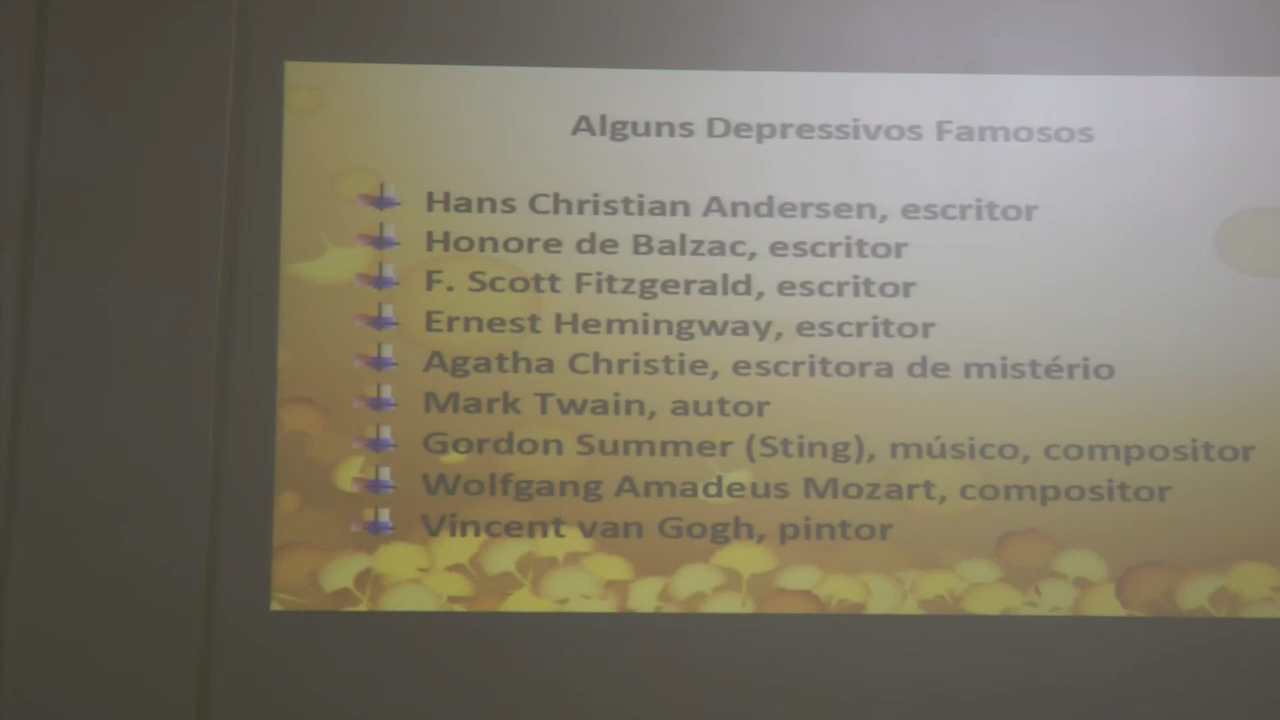 Alguns Depressivos Famosos
Hans Christian Andersen, escritor
Honore de Balzac, escritor
F. Scott Fitzgerald, escritor
Ernest Hemingway, escritor
Agatha Christie, escritora de mistério
Mark Twain, autor
Gordon Summer (Sting), músico, compositor
Wolfgang Amadeus Mozart, compositor
Vincent van Gogh, pintor